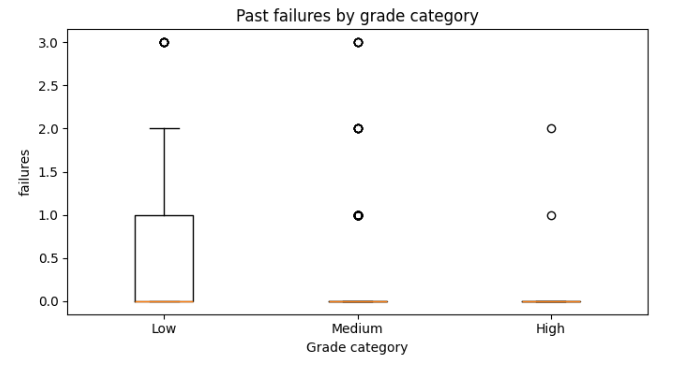 Past failures by grade category
3.0
2.5
2.0
1.5
1.0
0.5
0.0
failures
Low Medium High
Grade category